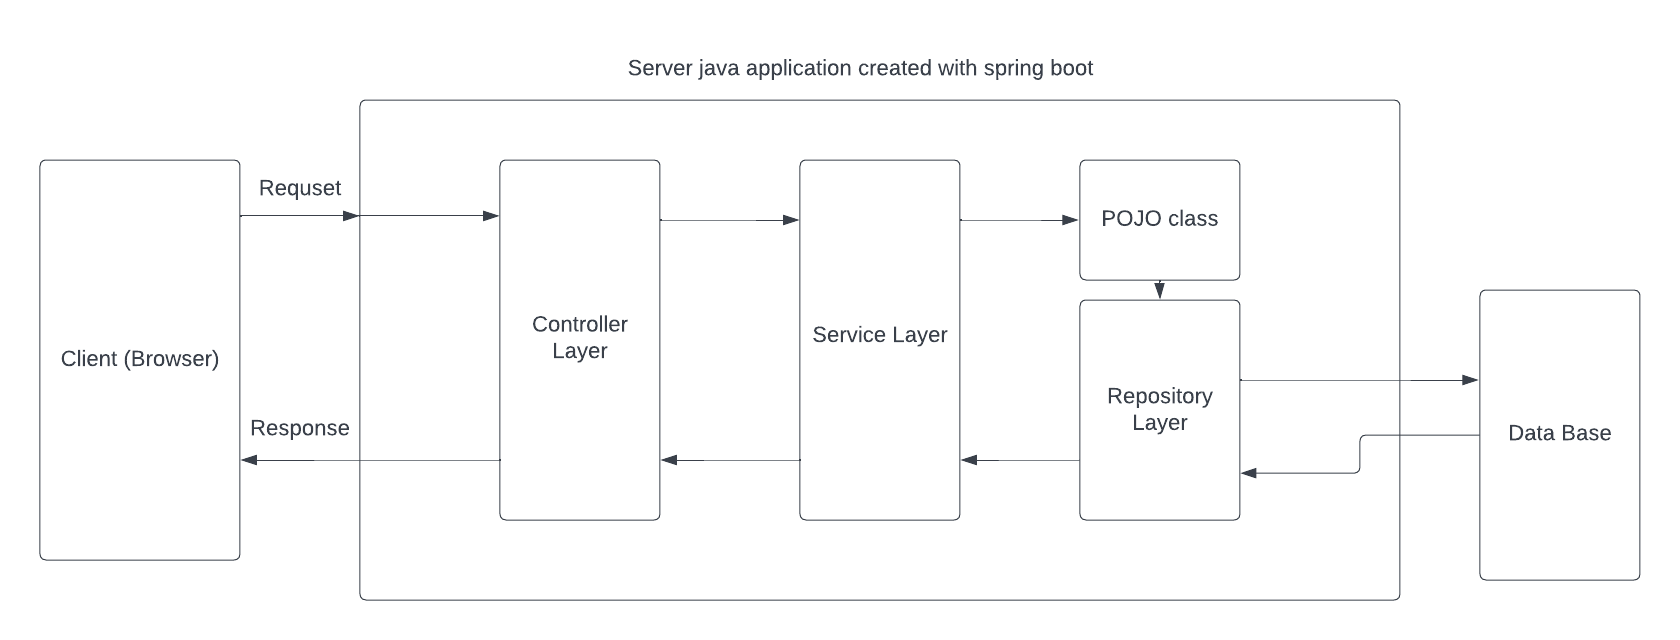 Server java application created with spring boot
Requset
Client (Browser)
Response
Controller
Layer
Service Layer
POJO class
Repository
Layer
Data Base